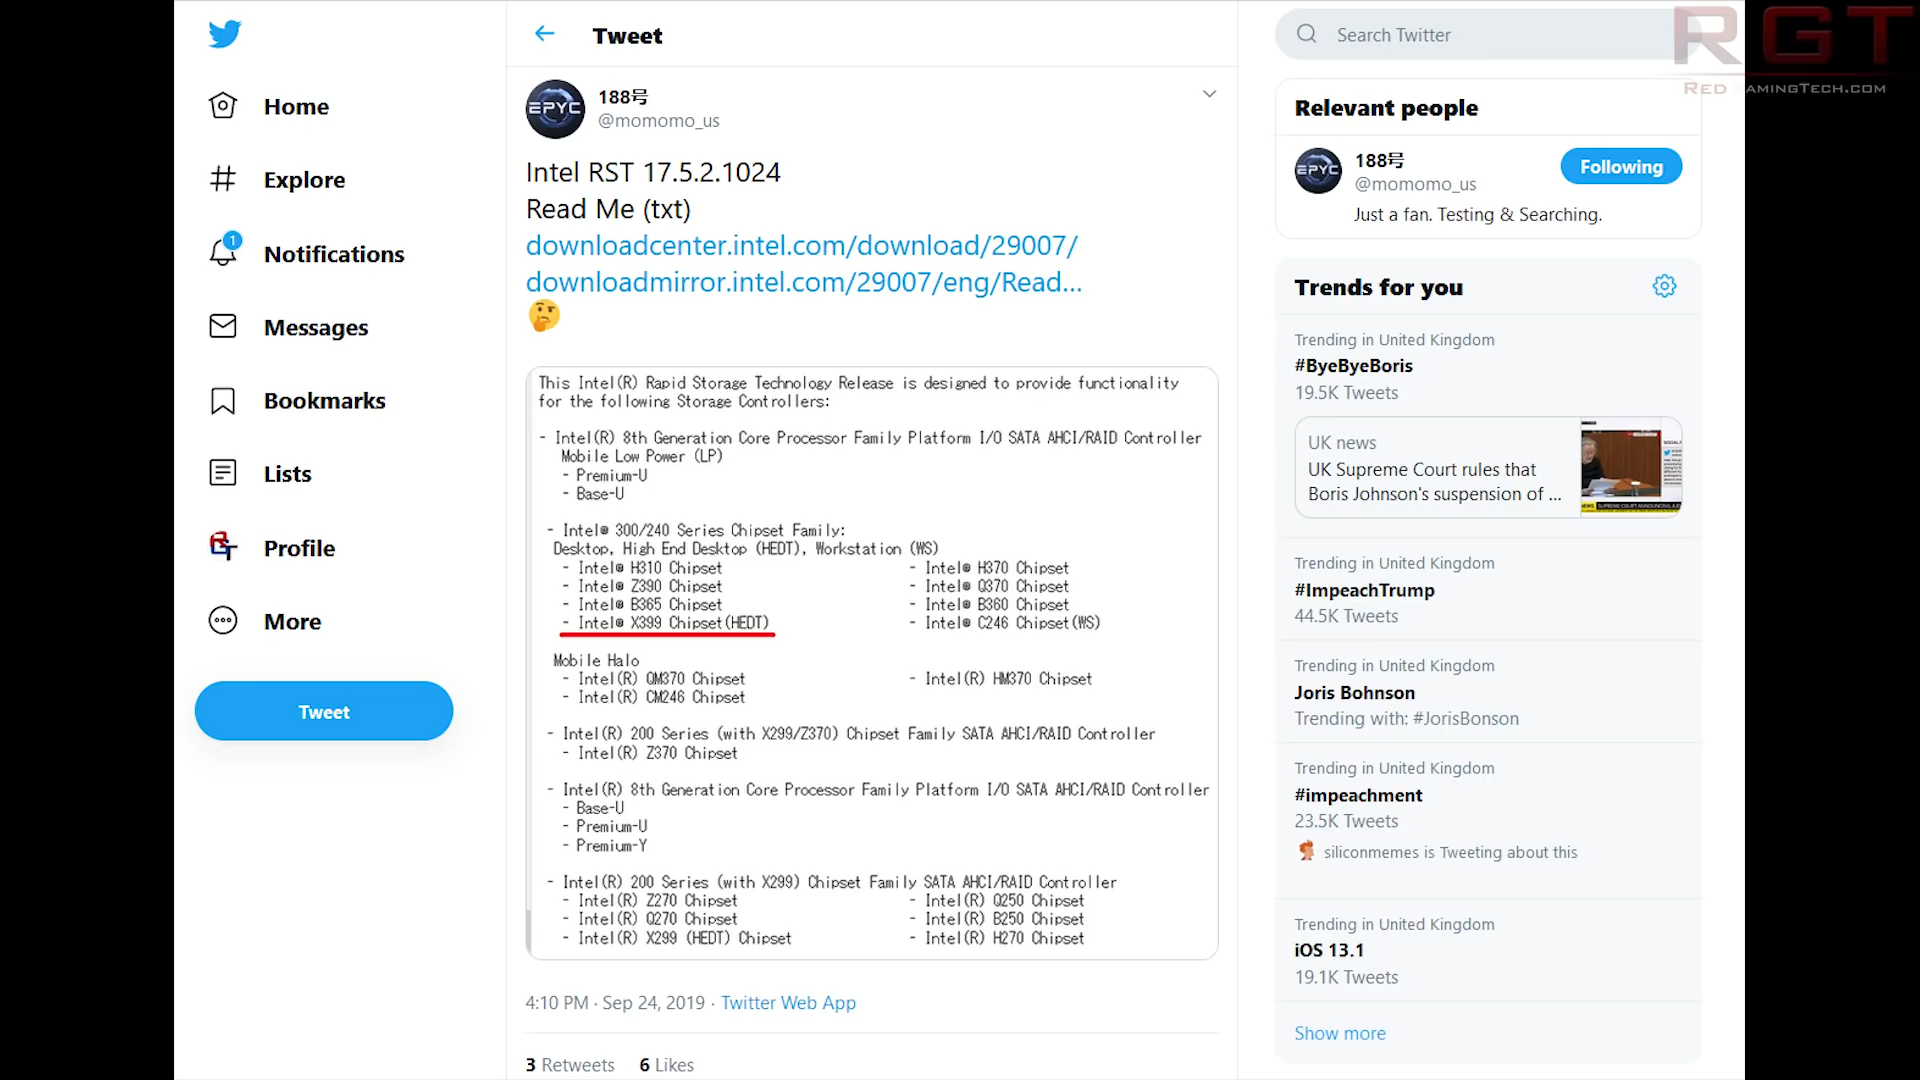 Home
Explore
1
Notifications
Messages
Bookmarks
Lists
Profile
More
Tweet
Tweet
EPYC
188号
@momomo_us
Intel RST 17.5.2.1024
Read Me (txt)
downloadcenter.intel.com/download/29007/
downloadmirror.intel.com/29007/eng/Read...
This Intel(R) Rapid Storage Technology Release is designed to provide functionality
for the following Storage Controllers:
- Intel(R) 8th Generation Core Processor Family Platform I/O SATA AHCI/RAID Controller
Mobile Low Power (LP)
- Premium-U
- Base-U
- Intel® 300/240 Series Chipset Family:
Desktop, High End Desktop (HEDT), Workstation (WS)
- Intel® H310 Chipset - Intel® H370 Chipset
- Intel® Z390 Chipset - Intel® Q370 Chipset
- Intel® B365 Chipset - Intel® B360 Chipset
- Intel® X399 Chipset(HEDT) - Intel® C246 Chipset(WS)
Mobile Halo
- Intel(R) QM370 Chipset - Intel(R) HM370 Chipset
- Intel(R) CM246 Chipset
- Intel(R) 200 Series (with X299/Z370) Chipset Family SATA AHCI/RAID Controller
- Intel(R) Z370 Chipset
- Intel(R) 8th Generation Core Processor Family Platform I/O SATA AHCI/RAID Controller
- Base-U
- Premium-U
- Premium-Y
- Intel(R) 200 Series (with X299) Chipset Family SATA AHCI/RAID Controller
- Intel(R) Z270 Chipset - Intel(R) Q250 Chipset
- Intel(R) Q270 Chipset - Intel(R) B250 Chipset
- Intel(R) X299 (HEDT) Chipset - Intel(R) H270 Chipset
4:10 PM · Sep 24, 2019 · Twitter Web App
3 Retweets 6 Likes
Search Twitter
RGT
RED GAMINGTECH.COM
Relevant people
EPYC
188号
@momomo_us
Following
Just a fan. Testing & Searching.
Trends for you
Trending in United Kingdom
#ByeByeBoris
19.5K Tweets
UK news
UK Supreme Court rules that
Boris Johnson's suspension of ...
Trending in United Kingdom
#ImpeachTrump
44.5K Tweets
Trending in United Kingdom
Joris Bohnson
Trending with: #JorisBonson
Trending in United Kingdom
#impeachment
23.5K Tweets
siliconmemes is Tweeting about this
Trending in United Kingdom
iOS 13.1
19.1K Tweets
Show more